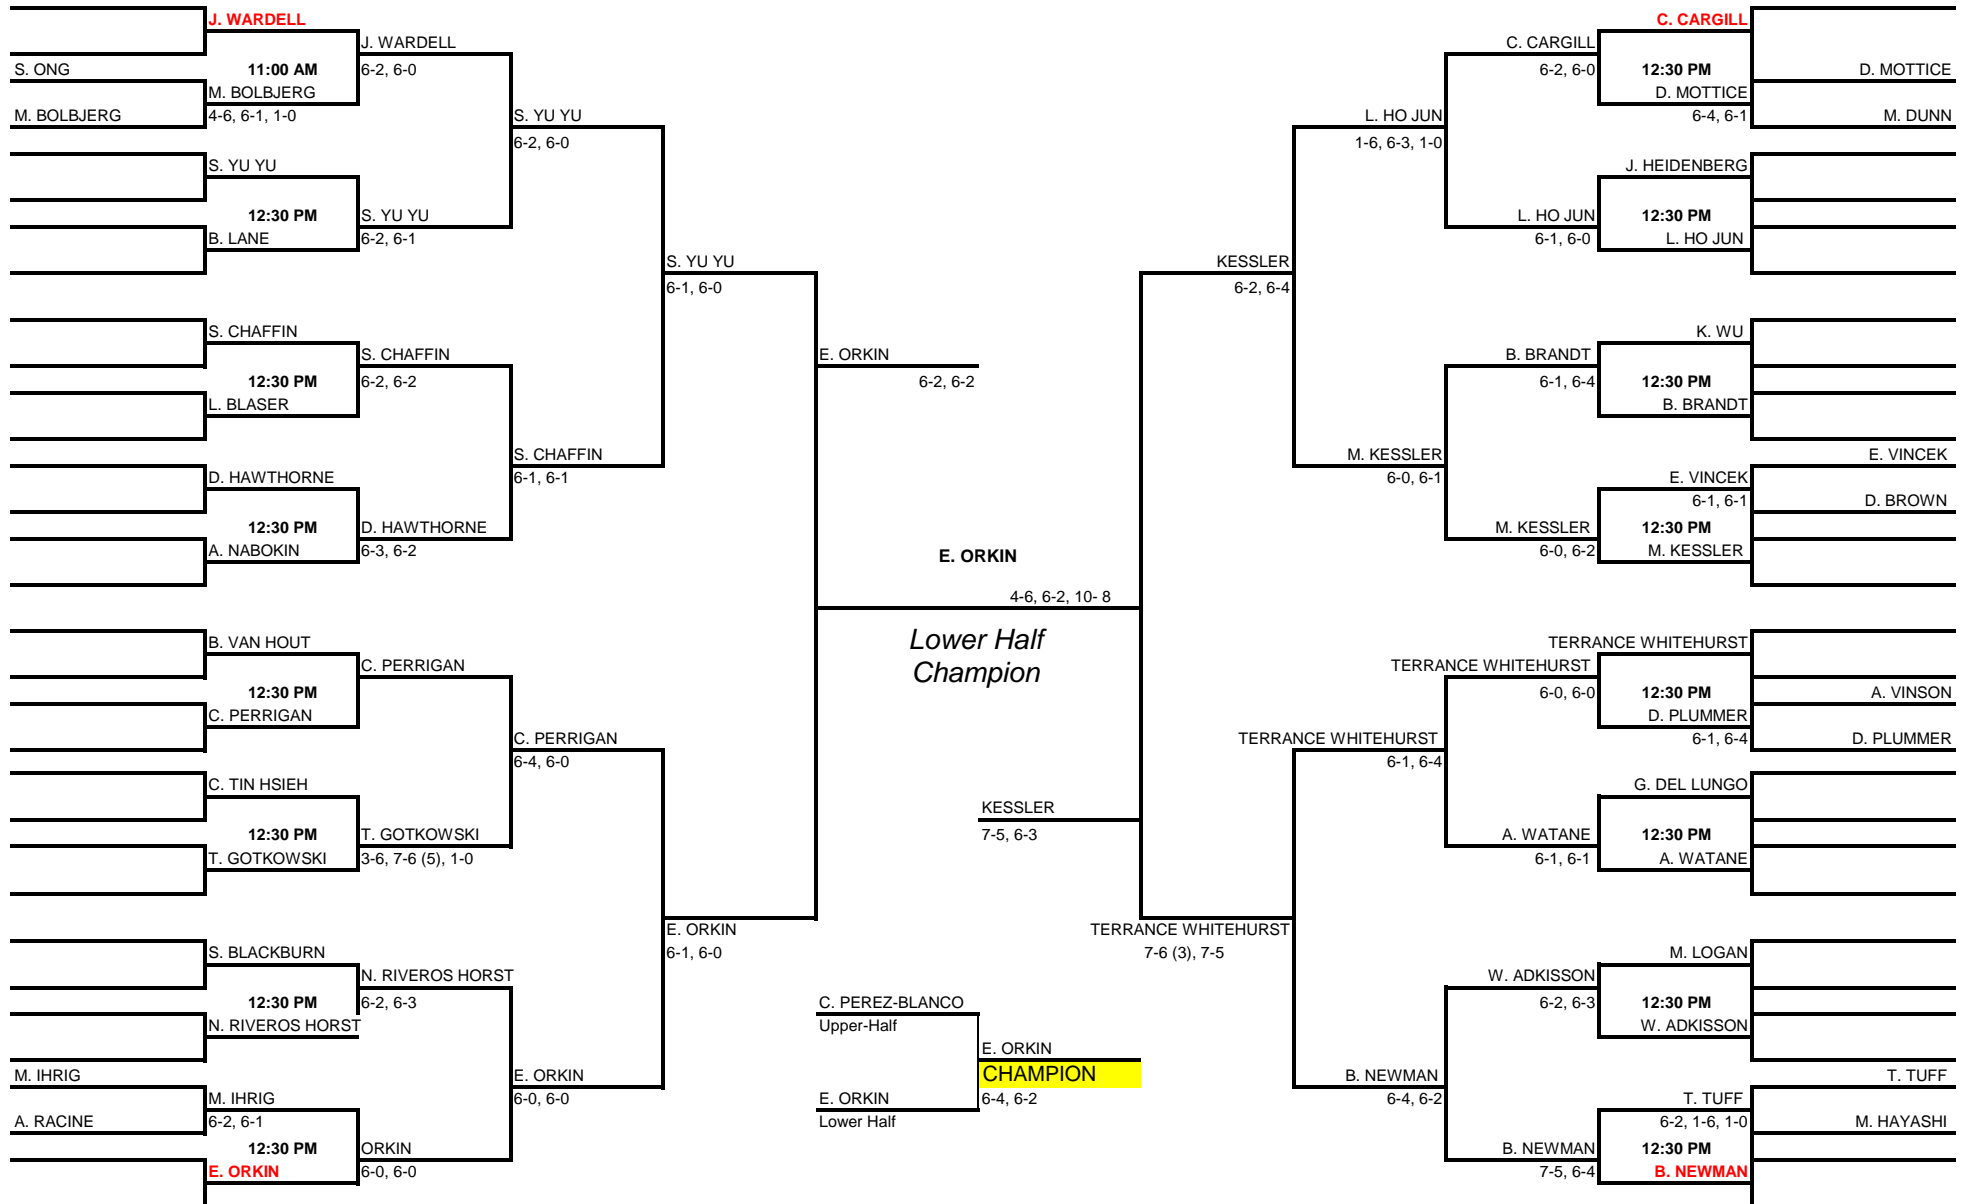 J. WARDELL
J. WARDELL
S. ONG
11:00 AM
6-2, 6-0
M. BOLBJERG
M. BOLBJERG
4-6, 6-1, 1-0
S. YU YU
6-2, 6-0
S. YU YU
12:30 PM
S. YU YU
B. LANE
6-2, 6-1
S. YU YU
6-1, 6-0
S. CHAFFIN
S. CHAFFIN
12:30 PM
6-2, 6-2
L. BLASER
S. CHAFFIN
6-1, 6-1
D. HAWTHORNE
12:30 PM
D. HAWTHORNE
A. NABOKIN
6-3, 6-2
E. ORKIN
6-2, 6-2
B. VAN HOUT
C. PERRIGAN
12:30 PM
C. PERRIGAN
C. PERRIGAN
6-4, 6-0
C. TIN HSIEH
12:30 PM
T. GOTKOWSKI
T. GOTKOWSKI
3-6, 7-6 (5), 1-0
E. ORKIN
6-1, 6-0
S. BLACKBURN
N. RIVEROS HORST
12:30 PM
6-2, 6-3
N. RIVEROS HORST
M. IHRIG
M. IHRIG
A. RACINE
6-2, 6-1
E. ORKIN
6-0, 6-0
12:30 PM
ORKIN
E. ORKIN
6-0, 6-0
E. ORKIN
4-6, 6-2, 10- 8
Lower Half
Champion
KESSLER
7-5, 6-3
C. PEREZ-BLANCO
Upper-Half
E. ORKIN
CHAMPION
E. ORKIN
6-4, 6-2
Lower Half
C. CARGILL
C. CARGILL
6-2, 6-0
12:30 PM
D. MOTTICE
D. MOTTICE
6-4, 6-1
M. DUNN
L. HO JUN
1-6, 6-3, 1-0
J. HEIDENBERG
L. HO JUN
12:30 PM
6-1, 6-0
L. HO JUN
KESSLER
6-2, 6-4
K. WU
B. BRANDT
6-1, 6-4
12:30 PM
B. BRANDT
M. KESSLER
6-0, 6-1
E. VINCEK
E. VINCEK
6-1, 6-1
D. BROWN
M. KESSLER
12:30 PM
6-0, 6-2
M. KESSLER
TERRANCE WHITEHURST
TERRANCE WHITEHURST
6-0, 6-0
12:30 PM
A. VINSON
D. PLUMMER
6-1, 6-4
D. PLUMMER
TERRANCE WHITEHURST
6-1, 6-4
G. DEL LUNGO
A. WATANE
12:30 PM
6-1, 6-1
A. WATANE
TERRANCE WHITEHURST
7-6 (3), 7-5
M. LOGAN
W. ADKISSON
6-2, 6-3
12:30 PM
W. ADKISSON
B. NEWMAN
6-4, 6-2
T. TUFF
T. TUFF
6-2, 1-6, 1-0
M. HAYASHI
B. NEWMAN
12:30 PM
7-5, 6-4
B. NEWMAN